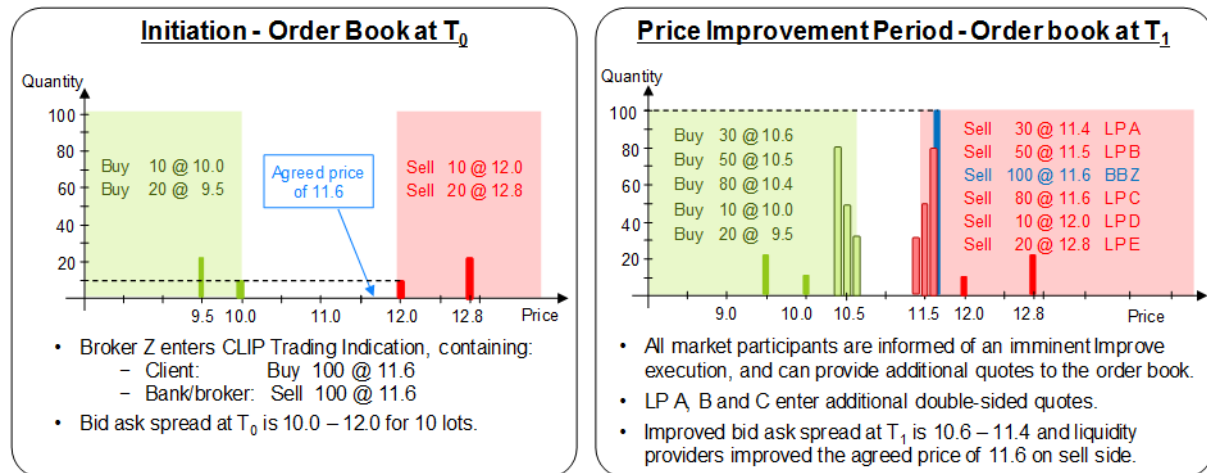 Initiation - Order Book at T0
Quantity
100
80
60
40
20
Buy 10 @ 10.0
Buy 20 @ 9.5
Agreed price
of 11.6
Sell 10 @ 12.0
Sell 20 @ 12.8
9.5 10.0 11.0 12.0 12.8 Price
• Broker Z enters CLIP Trading Indication, containing:
– Client: Buy 100 @ 11.6
– Bank/broker: Sell 100 @ 11.6
• Bid ask spread at T0 is 10.0 – 12.0 for 10 lots.
Price Improvement Period - Order book at T1
Quantity
100
80
60
40
20
Buy 30 @ 10.6
Buy 50 @ 10.5
Buy 80 @ 10.4
Buy 10 @ 10.0
Buy 20 @ 9.5
Sell 30 @ 11.4 LP A
Sell 50 @ 11.5 LP B
Sell 100 @ 11.6 BBZ
Sell 80 @ 11.6 LP C
Sell 10 @ 12.0 LP D
Sell 20 @ 12.8 LP E
9.0 10.0 10.5 11.5 12.0 12.8 Price
• All market participants are informed of an imminent Improve
execution, and can provide additional quotes to the order book.
• LP A, B and C enter additional double-sided quotes.
• Improved bid ask spread at T1 is 10.6 – 11.4 and liquidity
providers improved the agreed price of 11.6 on sell side.